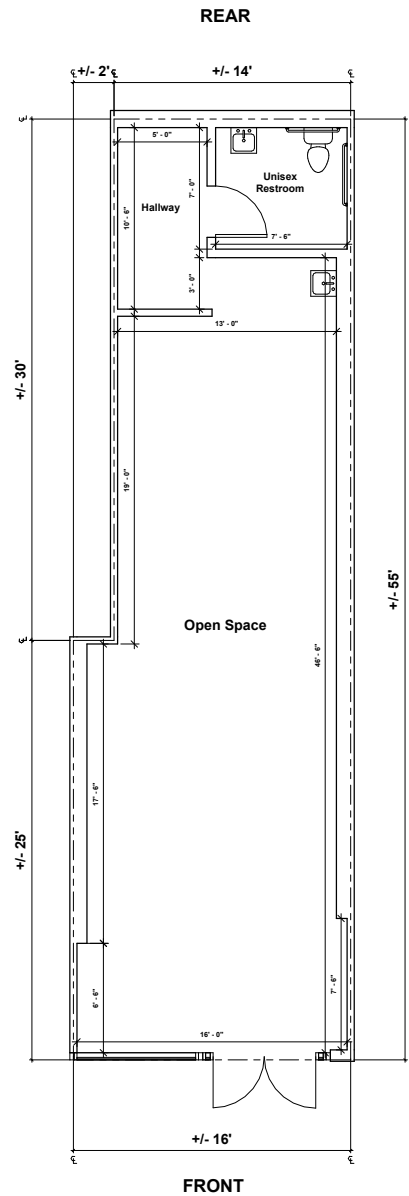 REAR
+/- 2'
+/- 14'
5' - 0"
7' - 0"
Unisex
Restroom
Hallway
10' - 6"
7' - 6"
3' - 0"
13' - 0"
+/- 30'
19' - 0"
+/- 55'
Open Space
46' - 6"
17' - 6"
+/- 25'
6' - 6"
7' - 6"
16' - 0"
+/- 16'
FRONT